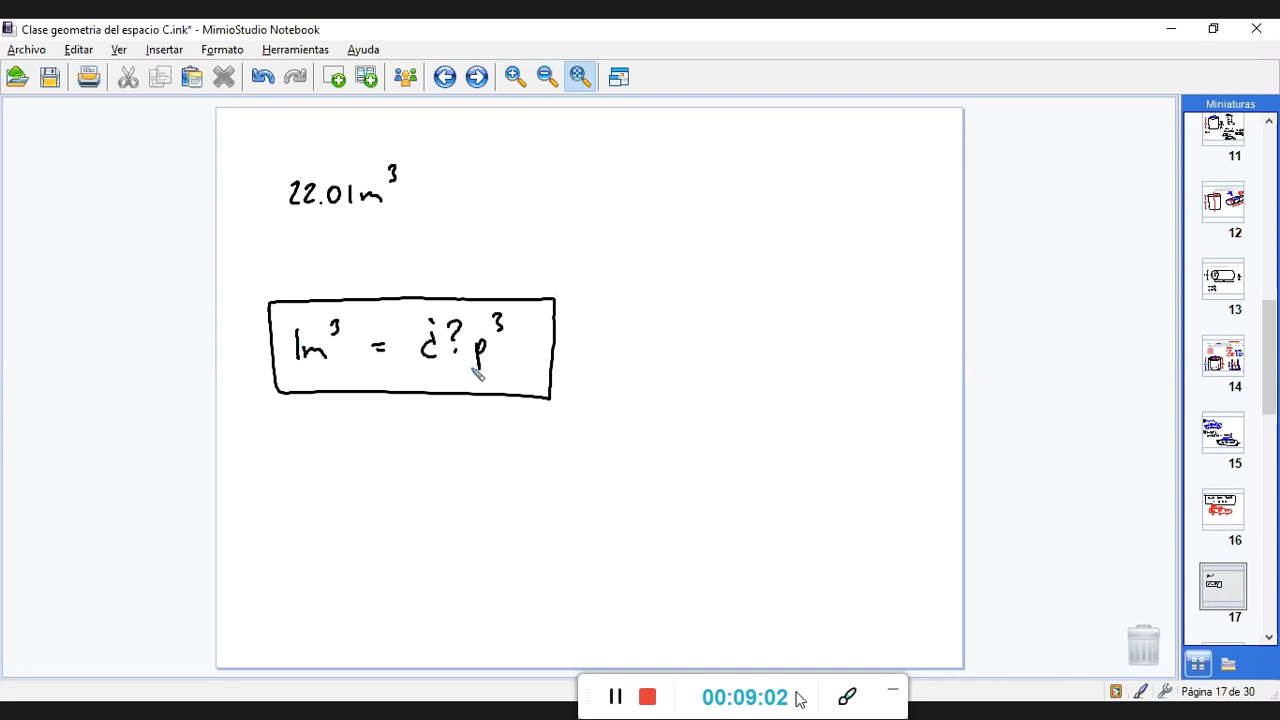 Clase geometria del espacio C.ink* - MimioStudio Notebook
Archivo Editar Ver Insertar Formato Herramientas Ayuda
Miniaturas
22.01m³
1m³ = ¿? p³
11
12
13
14
15
16
17
00:09:02
Página 17 de 30